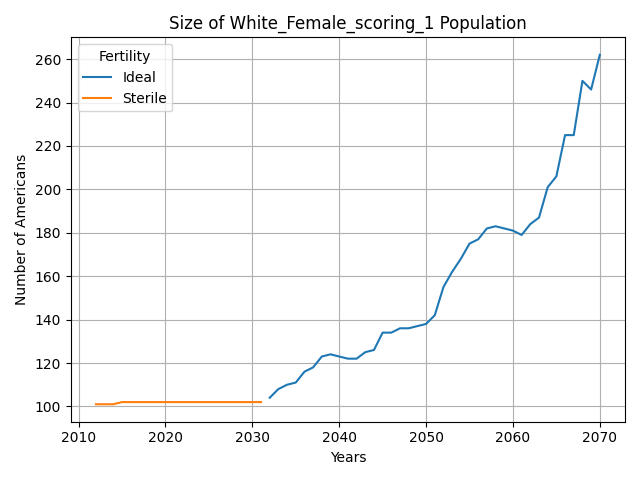 Size of White_Female_scoring_1 Population
Fertility
Ideal
Sterile
Number of Americans
260
240
220
200
180
160
140
120
100
2010 2020 2030 2040 2050 2060 2070
Years